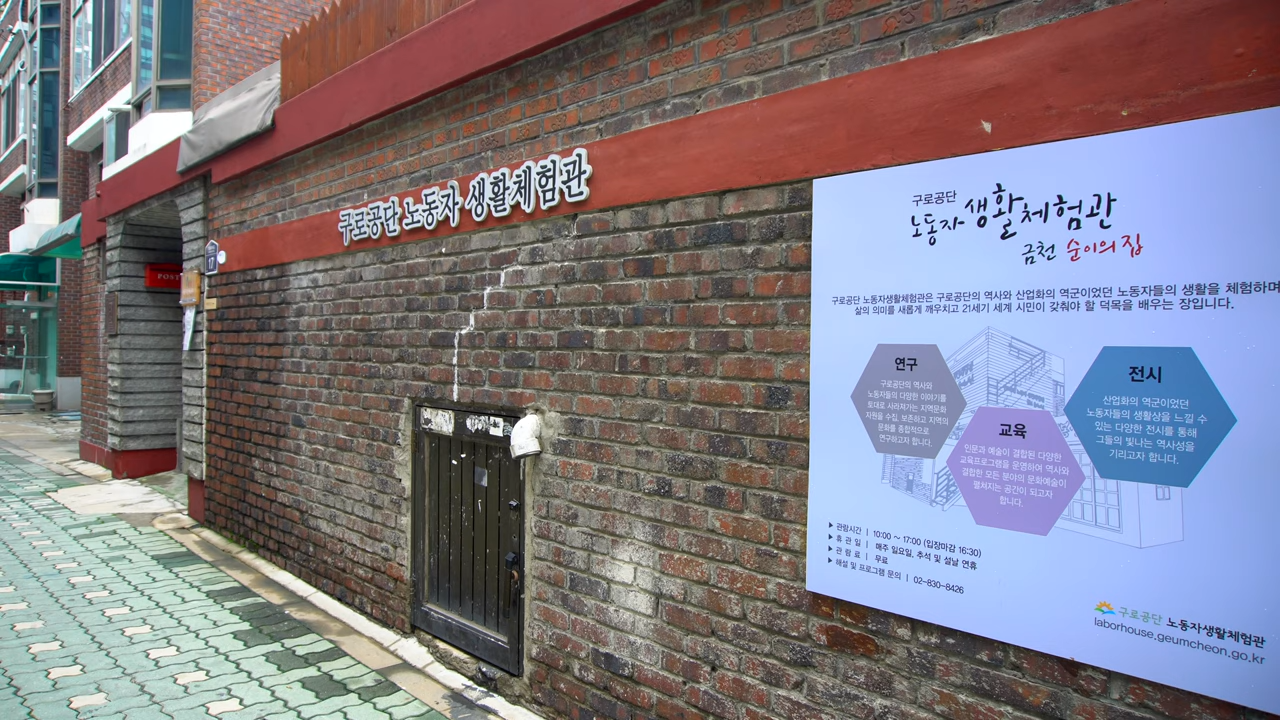 구로공단 노동자 생활체험관
17
POST
구로공단
노동자 생활체험관
금천 순이의 집
구로공단 노동자생활체험관은 구로공단의 역사와 산업화의 역군이었던 노동자들의 생활을 체험하며
삶의 의미를 새롭게 깨우치고 21세기 세계 시민이 갖춰야 할 덕목을 배우는 장입니다.
연구
구로공단의 역사와
노동자들의 다양한 이야기를
토대로 사라져가는 지역문화
자원을 수집, 보존하고 지역의
문화를 종합적으로
연구하고자 합니다.
교육
인문과 예술이 결합된 다양한
교육프로그램을 운영하여 역사와
결합한 모든 분야의 문화예술이
펼쳐지는 공간이 되고자
합니다.
전시
산업화의 역군이었던
노동자들의 생활상을 느낄 수
있는 다양한 전시를 통해
그들의 빛나는 역사성을
기리고자 합니다.
▶ 관람시간 | 10:00 ~ 17:00 (입장마감 16:30)
▶ 휴 관 일 | 매주 일요일, 추석 및 설날 연휴
▶ 관 람 료 | 무료
▶ 해설 및 프로그램 문의 | 02-830-8426
구로공단 노동자생활체험관
laborhouse.geumcheon.go.kr